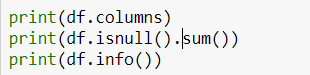 print(df.columns)
print(df.isnull().sum())
print(df.info())